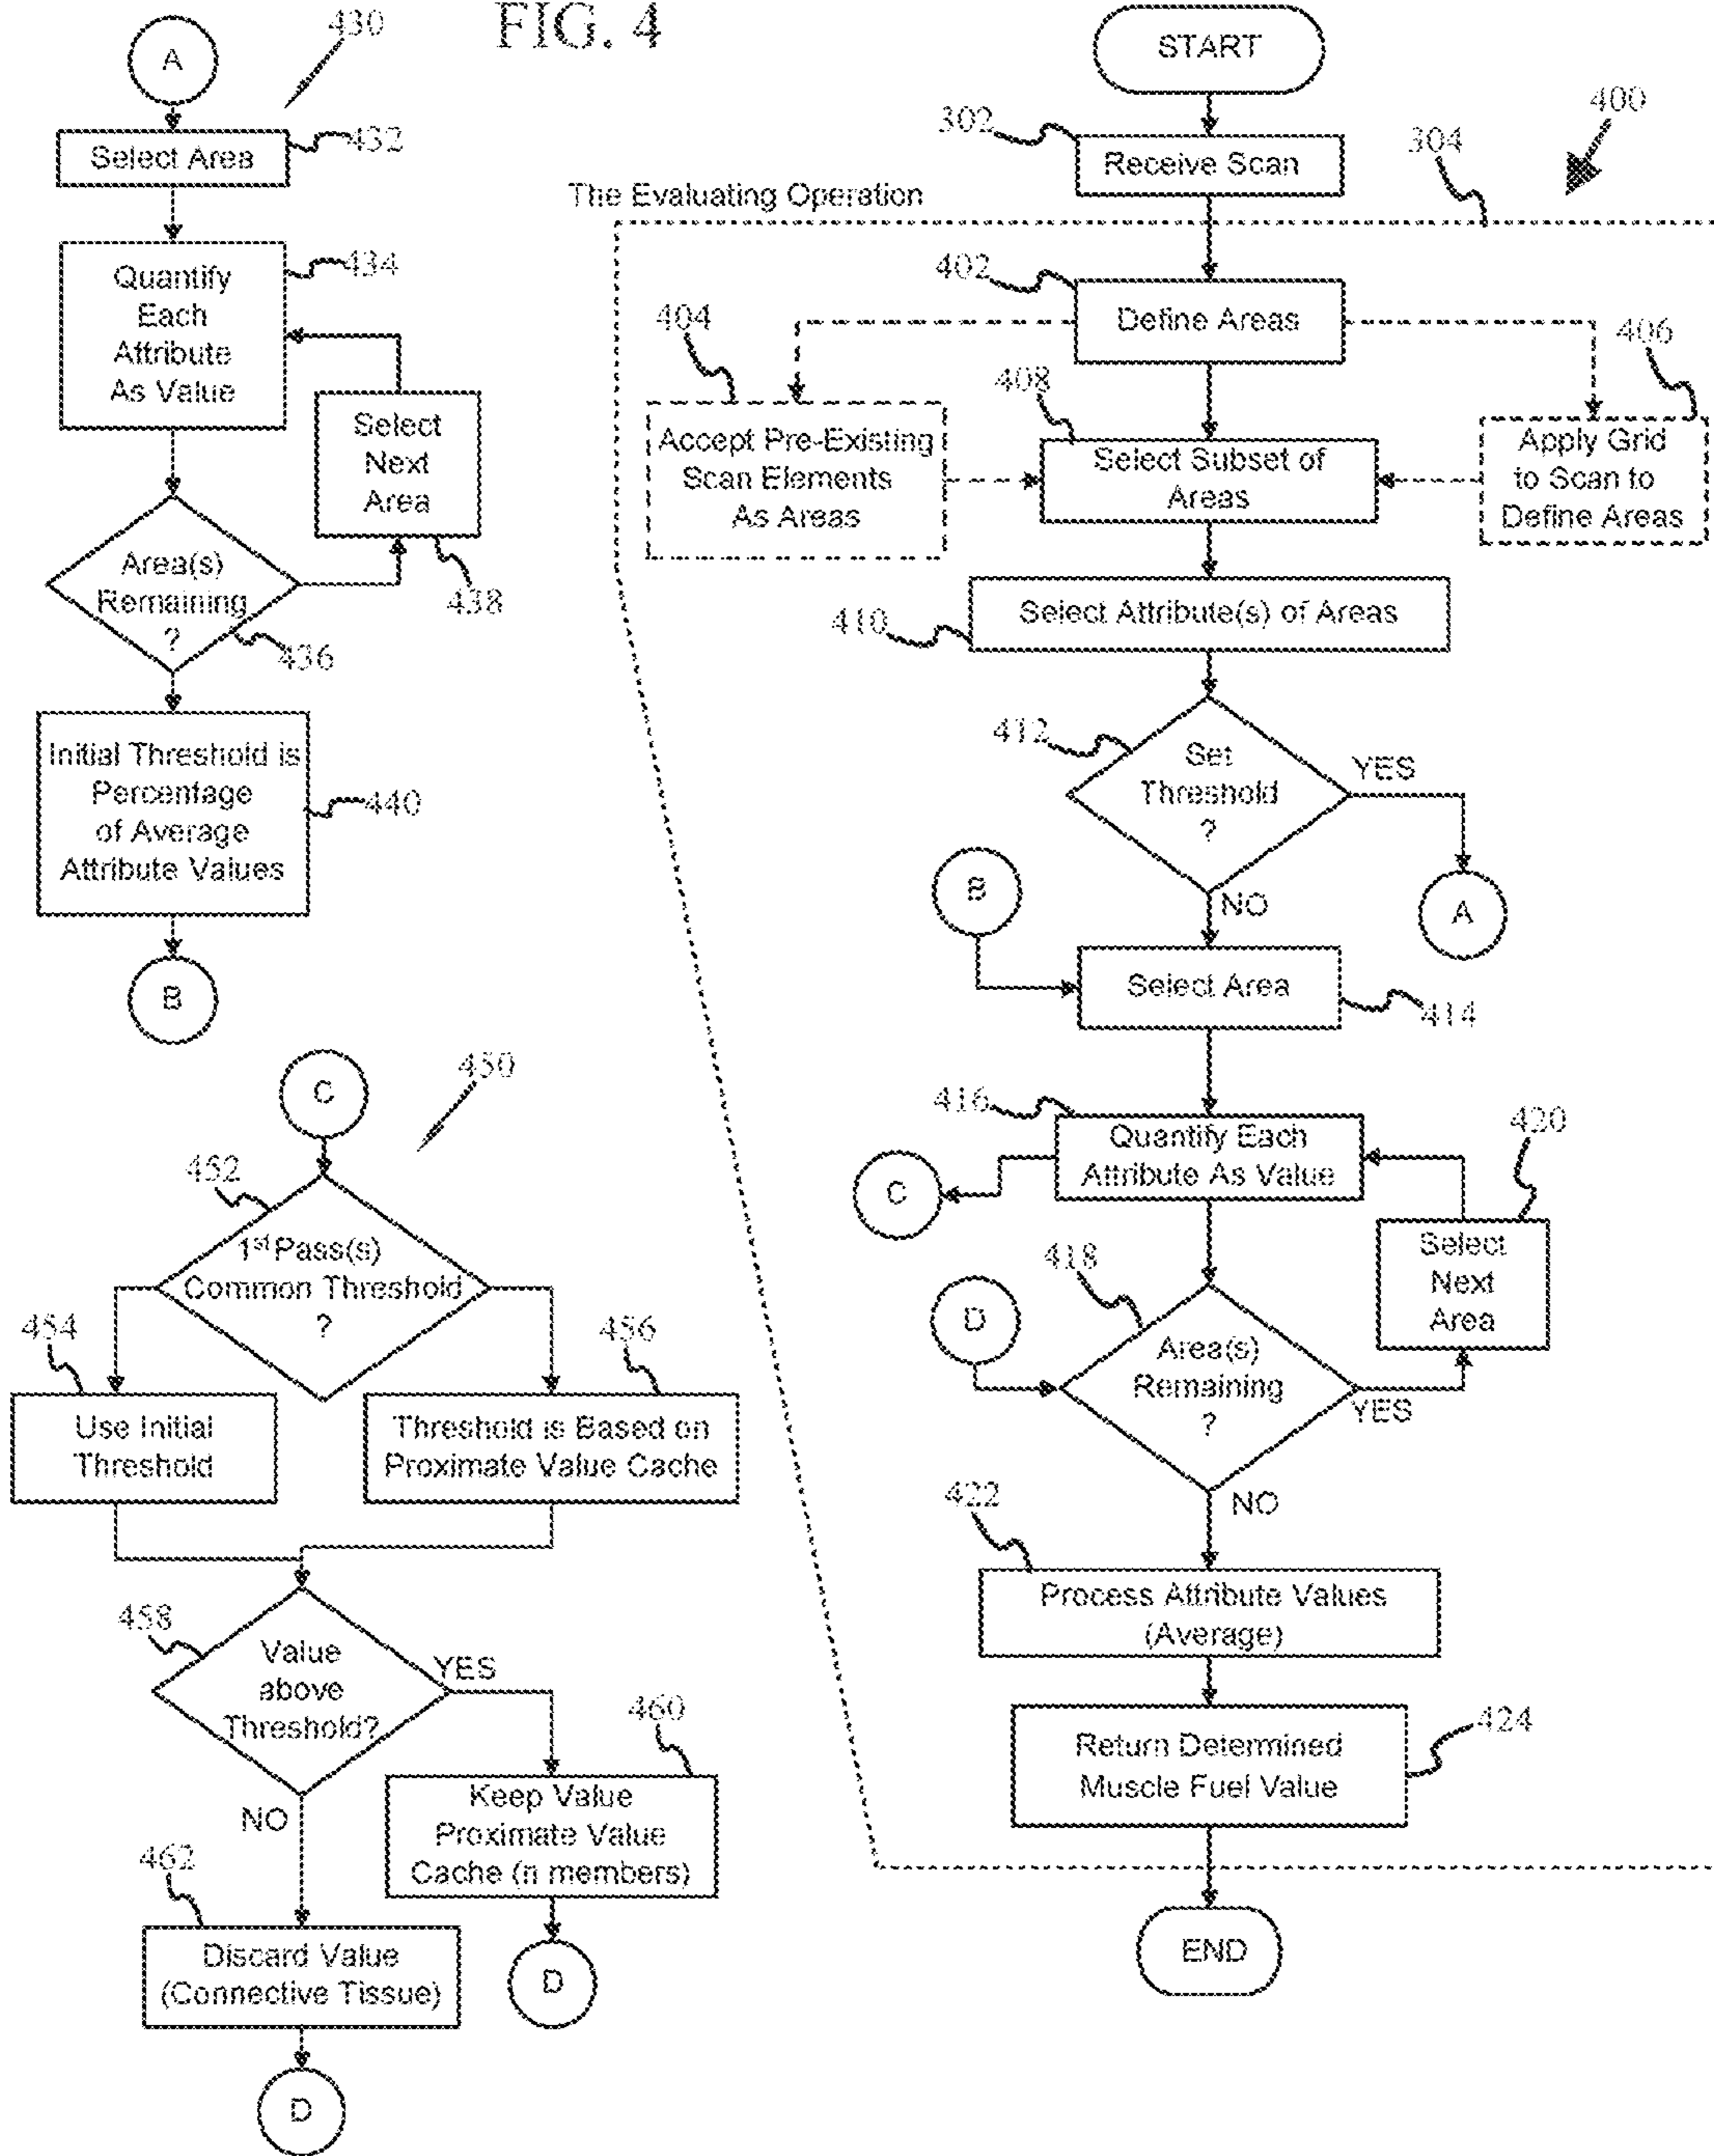 FIG. 4
A
430
Select Area
432
Quantify
Each
Attribute
As Value
434
Select
Next
Area
438
Area(s)
Remaining
?
436
Initial Threshold is
Percentage
of Average
Attribute Values
440
B
C
450
452
1st Pass(s)
Common Threshold
?
454
Use Initial
Threshold
456
Threshold is Based on
Proximate Value Cache
458
Value
above
Threshold?
YES
NO
460
Keep Value
Proximate Value
Cache (n members)
D
462
Discard Value
(Connective Tissue)
D
START
400
302
Receive Scan
304
The Evaluating Operation
402
Define Areas
404
Accept Pre-Existing
Scan Elements
As Areas
406
Apply Grid
to Scan to
Define Areas
408
Select Subset of
Areas
410
Select Attribute(s) of Areas
412
Set
Threshold
?
YES
A
NO
B
Select Area
414
416
Quantify Each
Attribute As Value
C
420
Select
Next
Area
418
D
Area(s)
Remaining
?
YES
NO
422
Process Attribute Values
(Average)
Return Determined
Muscle Fuel Value
424
END